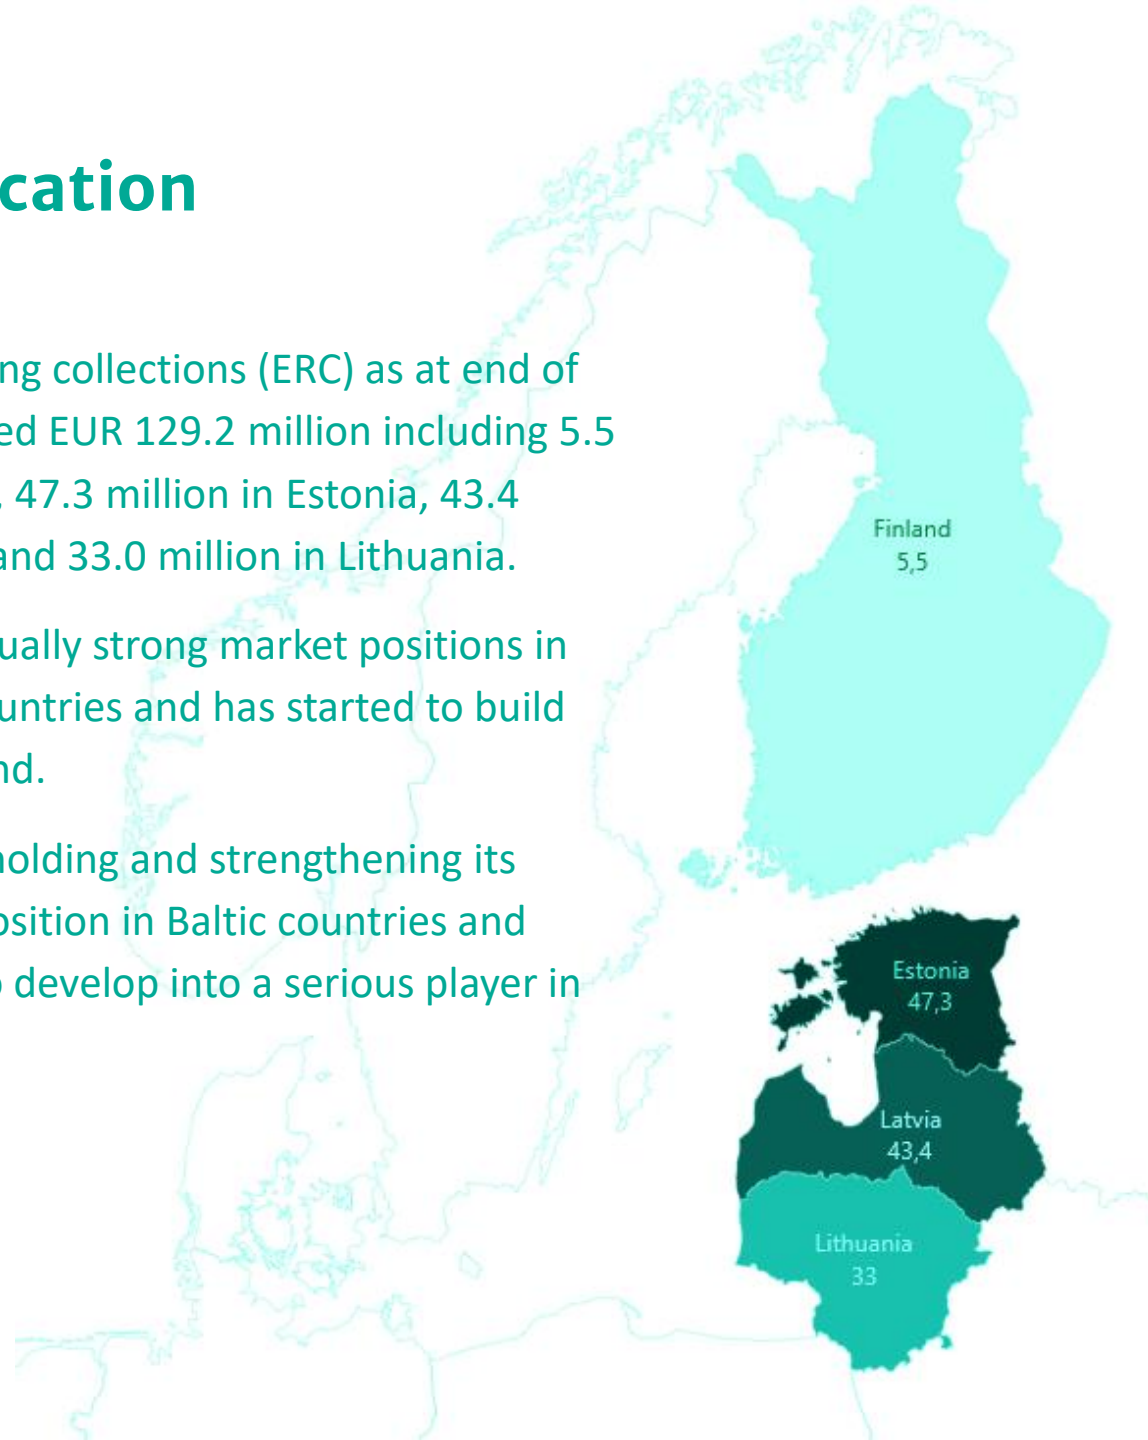 cation
ng collections (ERC) as at end of
ed EUR 129.2 million including 5.5
, 47.3 million in Estonia, 43.4
and 33.0 million in Lithuania.
ually strong market positions in
untries and has started to build
nd.
nolding and strengthening its
osition in Baltic countries and
o develop into a serious player in
Finland
5,5
Estonia
47,3
Latvia
43,4
Lithuania
33